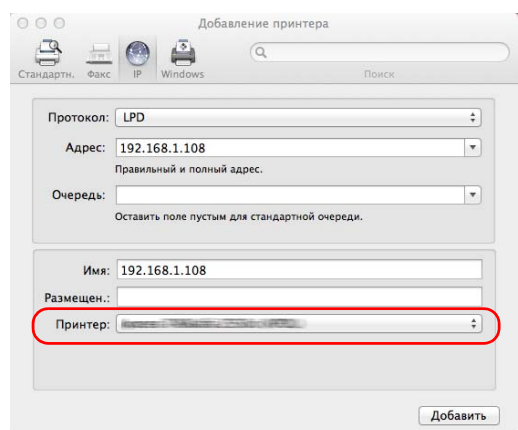 Добавление принтера
Стандартн. Факс IP Windows Поиск
Протокол: LPD
Адрес: 192.168.1.108
Правильный и полный адрес.
Очередь:
Оставить поле пустым для стандартной очереди.
Имя: 192.168.1.108
Размещен.:
Принтер:
Добавить